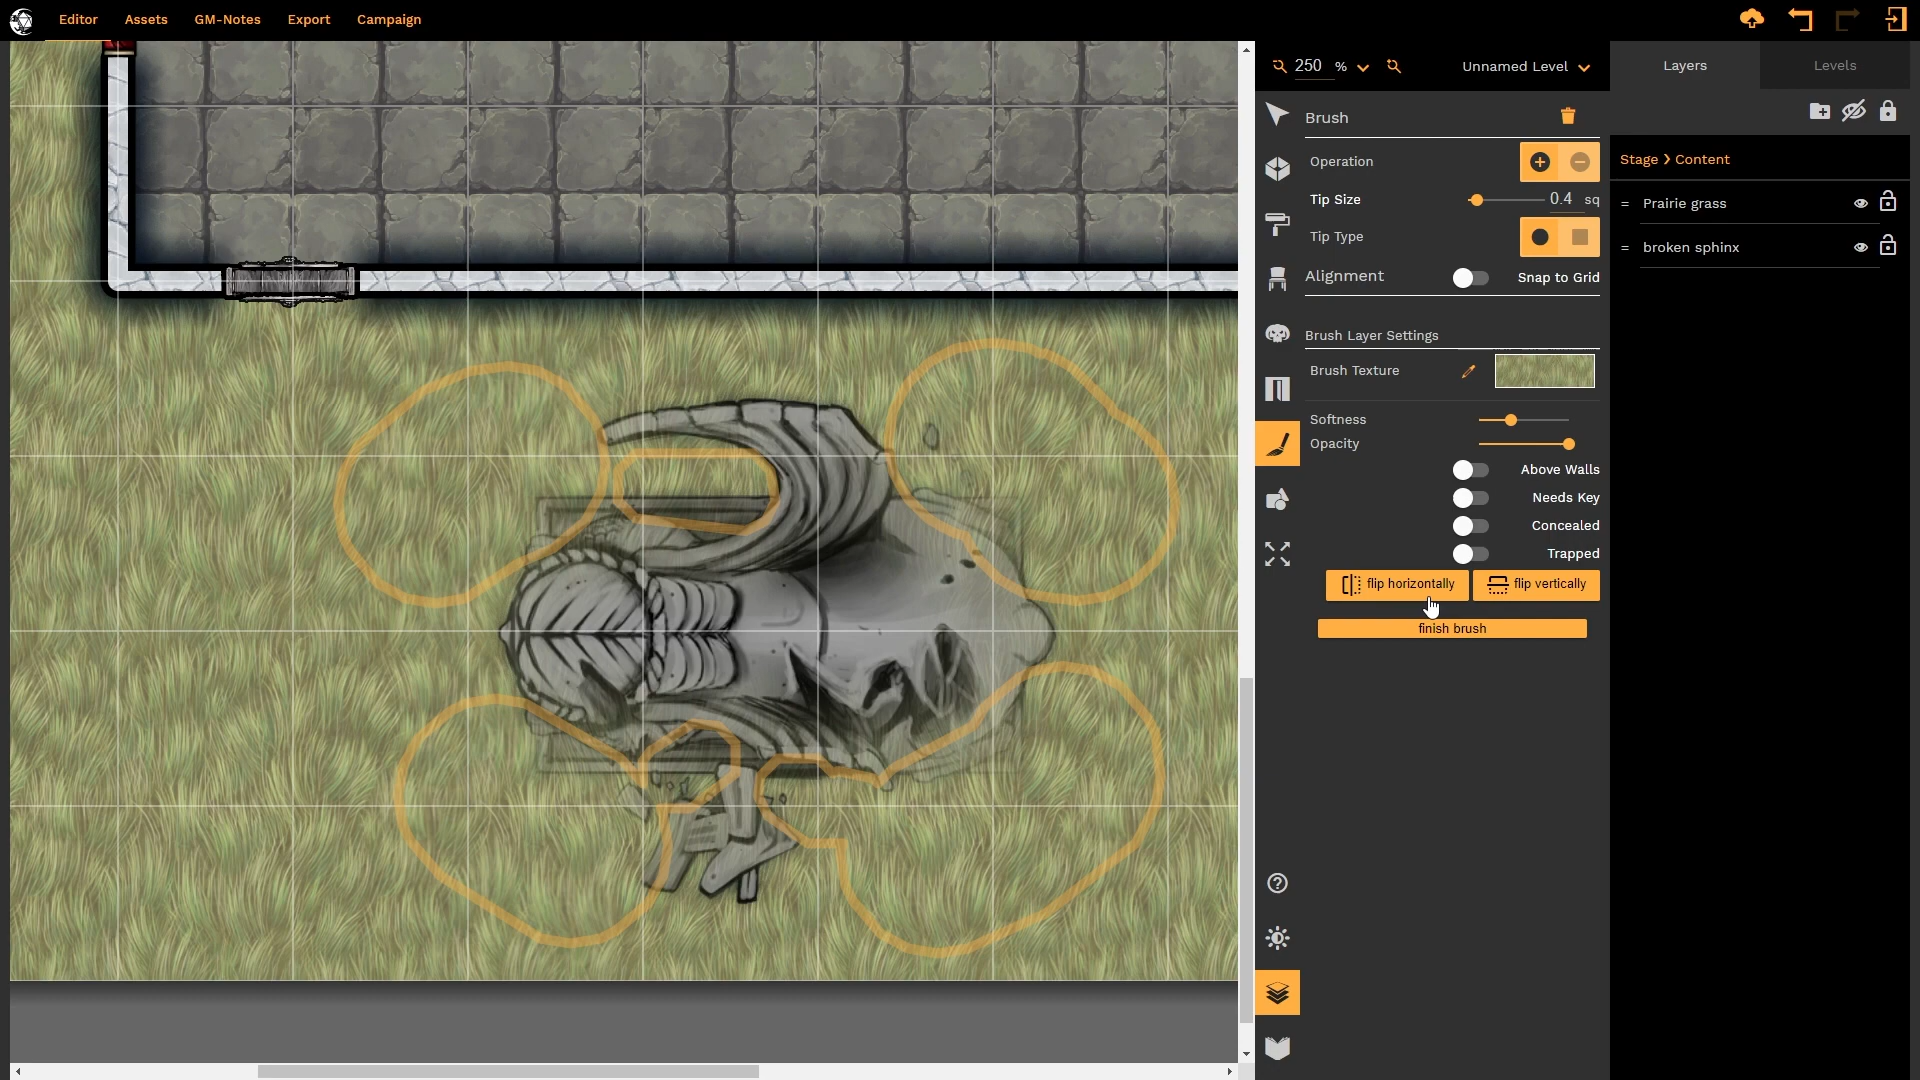 Editor Assets GM-Notes Export Campaign
250 % Unnamed Level
Layers Levels
Brush
Operation
Tip Size 0.4 sq
Tip Type
Alignment Snap to Grid
Brush Layer Settings
Brush Texture
Softness
Opacity
Above Walls
Needs Key
Concealed
Trapped
flip horizontally flip vertically
finish brush
Stage > Content
= Prairie grass
= broken sphinx